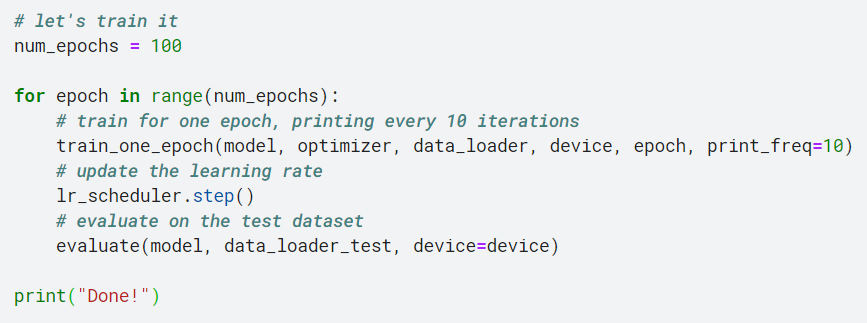 # let's train it
num_epochs = 100
for epoch in range(num_epochs):
    # train for one epoch, printing every 10 iterations
    train_one_epoch(model, optimizer, data_loader, device, epoch, print_freq=10)
    # update the learning rate
    lr_scheduler.step()
    # evaluate on the test dataset
    evaluate(model, data_loader_test, device=device)
print("Done!")